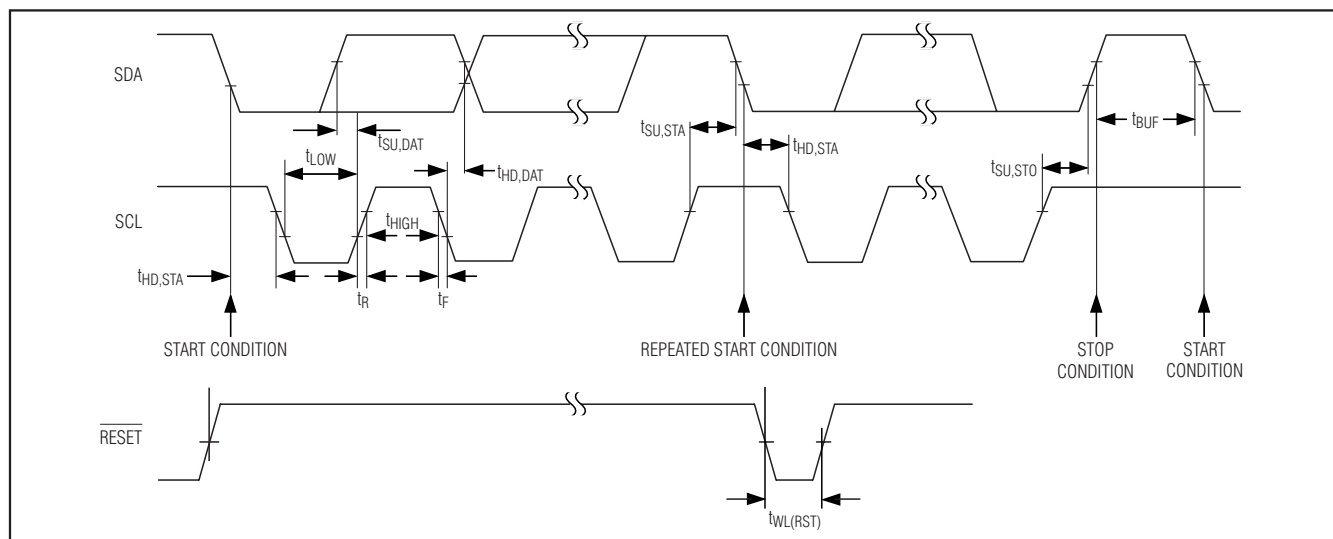 SDA
tSU,DAT
tLOW
tHD,DAT
tSU,STA
tHD,STA
tBUF
tSU,STO
SCL
tHIGH
tHD,STA
tR
tF
START CONDITION
REPEATED START CONDITION
STOP
CONDITION
START
CONDITION
RESET
tWL(RST)